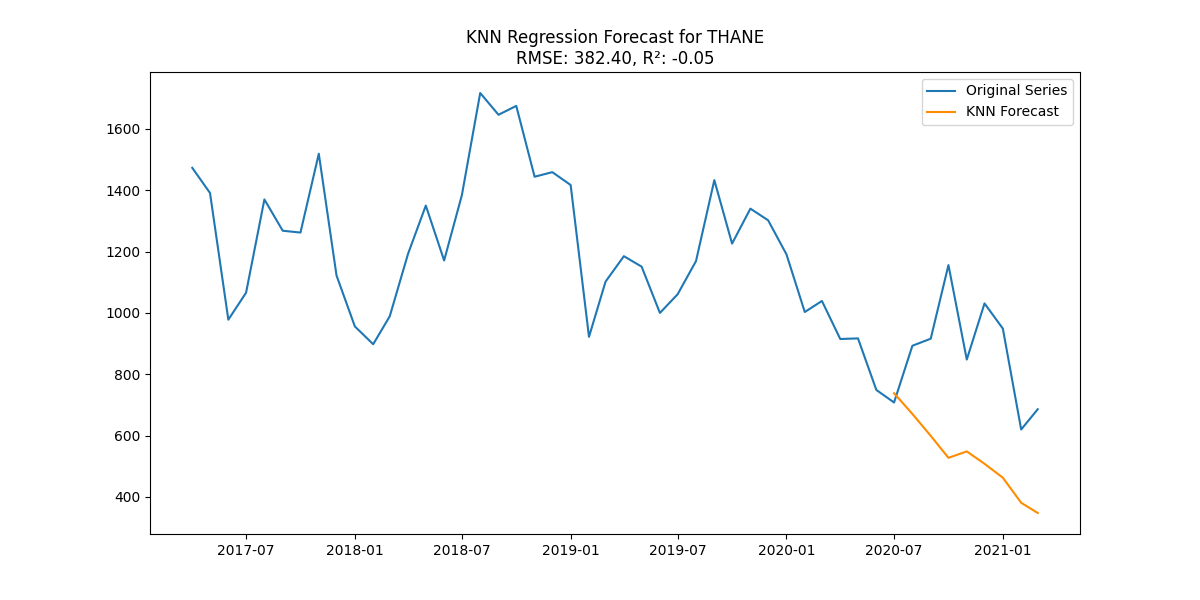 KNN Regression Forecast for THANE
RMSE: 382.40, R²: -0.05
Original Series
KNN Forecast
1600
1400
1200
1000
800
600
400
2017-07 2018-01 2018-07 2019-01 2019-07 2020-01 2020-07 2021-01